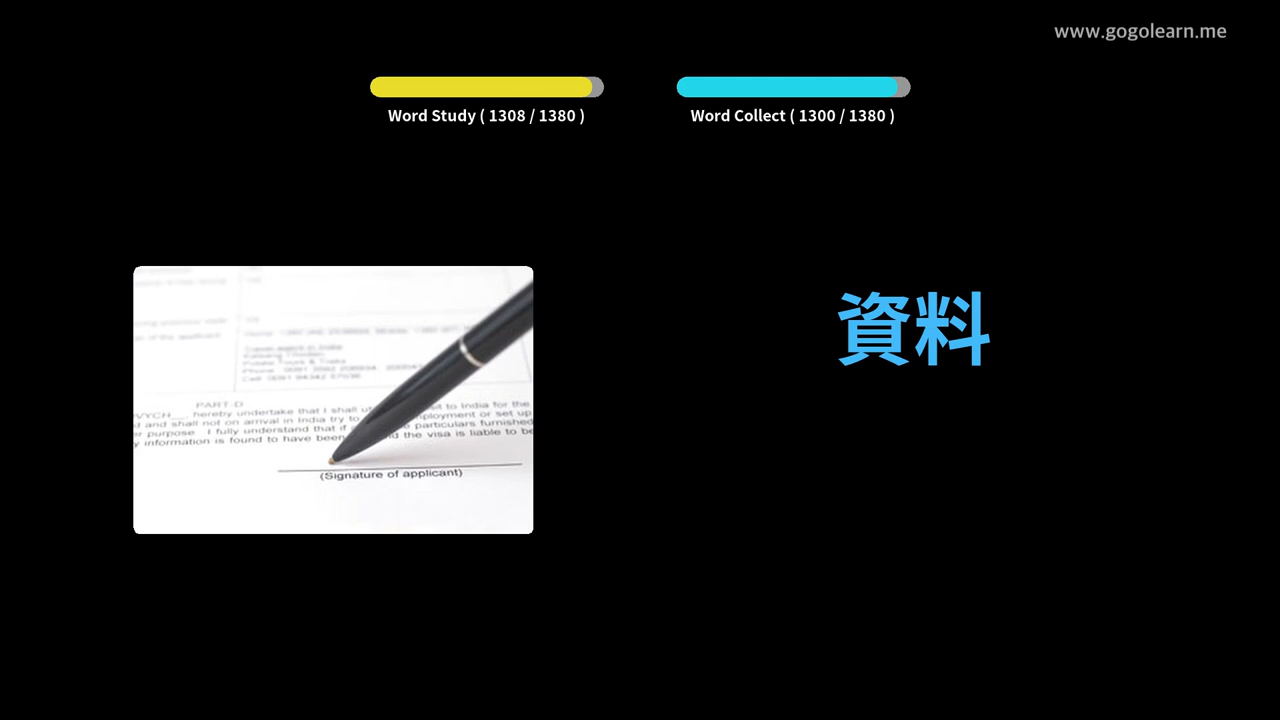 www.gogolearn.me
Word Study ( 1308 / 1380 )
Word Collect ( 1300 / 1380 )
資料
PART-D
hereby undertake that I shall to India for the
and shall not on arrival in India try to employment or set up
purpose. I fully understand that if particulars furnished
information is found to have been the visa is liable to be
(Signature of applicant)